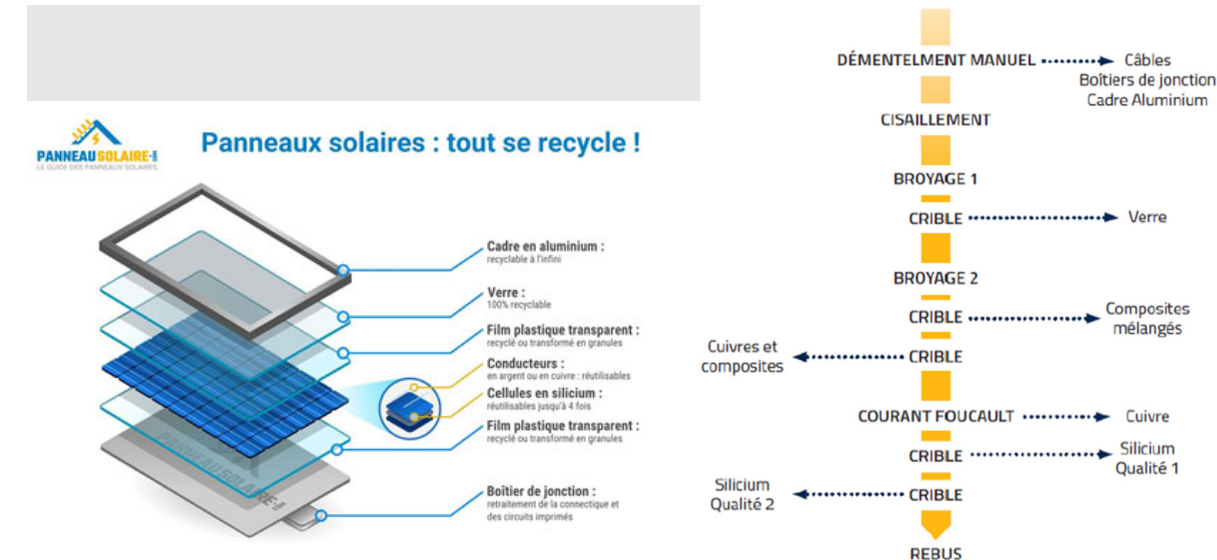 PANNEAUSOLAIRE
LE GUIDE DES PANNEAUX SOLAIRES
Panneaux solaires : tout se recycle !
Cadre en aluminium :
recyclable à l'infini
Verre :
100% recyclable
Film plastique transparent :
recyclé ou transformé en granules
Conducteurs :
en argent ou en cuivre : réutilisables
Cellules en silicium :
réutilisables jusqu'à 4 fois
Film plastique transparent :
recyclé ou transformé en granules
Boîtier de jonction :
retraitement de la connectique et
des circuits imprimés
PANNEAUSOLAIRE
DÉMENTELMENT MANUEL
Câbles
Boîtiers de jonction
Cadre Aluminium
CISAILLEMENT
BROYAGE 1
CRIBLE
Verre
BROYAGE 2
CRIBLE
Composites
mélangés
Cuivres et
composites
CRIBLE
COURANT FOUCAULT
Cuivre
CRIBLE
Silicium
Qualité 1
Silicium
Qualité 2
CRIBLE
REBUS